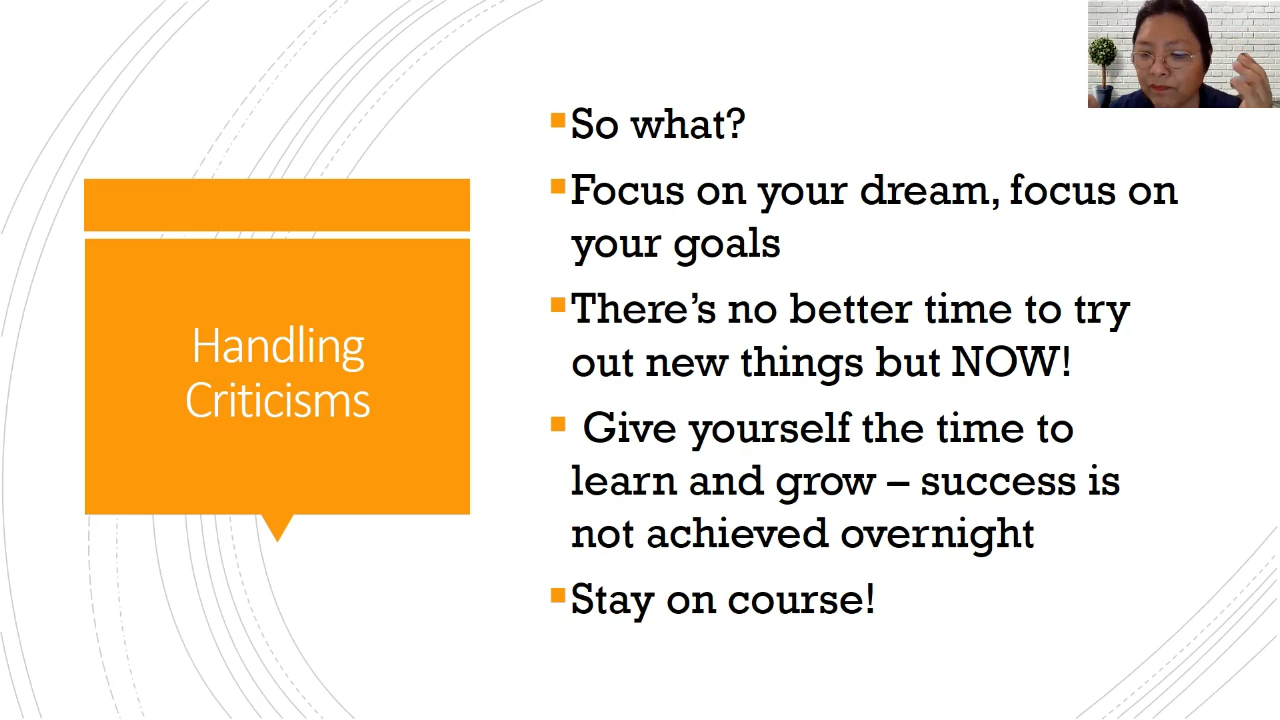 Handling
Criticisms
So what?
Focus on your dream, focus on
your goals
There’s no better time to try
out new things but NOW!
Give yourself the time to
learn and grow – success is
not achieved overnight
Stay on course!